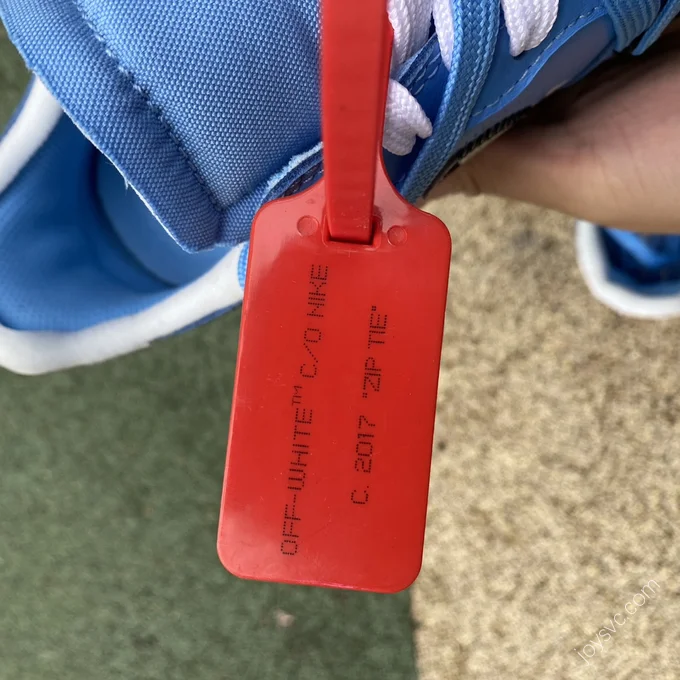 OFF-WHITE™ C/O NIKE
C. 2017 "ZIP TIE"
joysvc.com